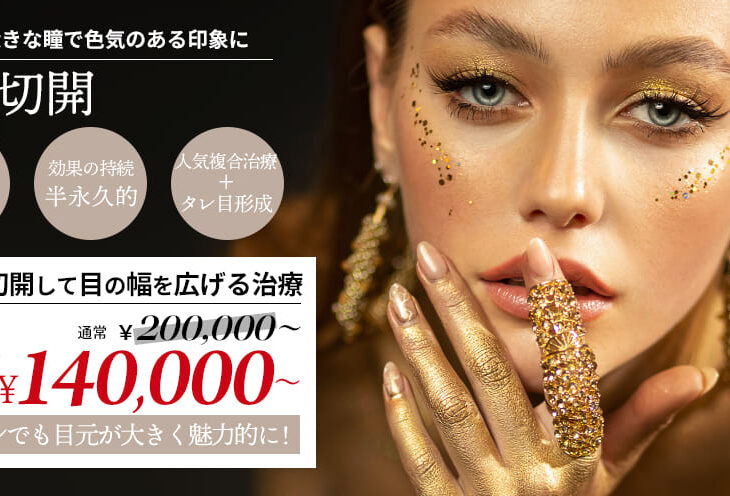 きな瞳で色気のある印象に
切開
効果の持続
半永久的
人気複合治療
+
タレ目形成
開して目の幅を広げる治療
通常 ¥200,000~
¥140,000~
でも目元が大きく魅力的に!